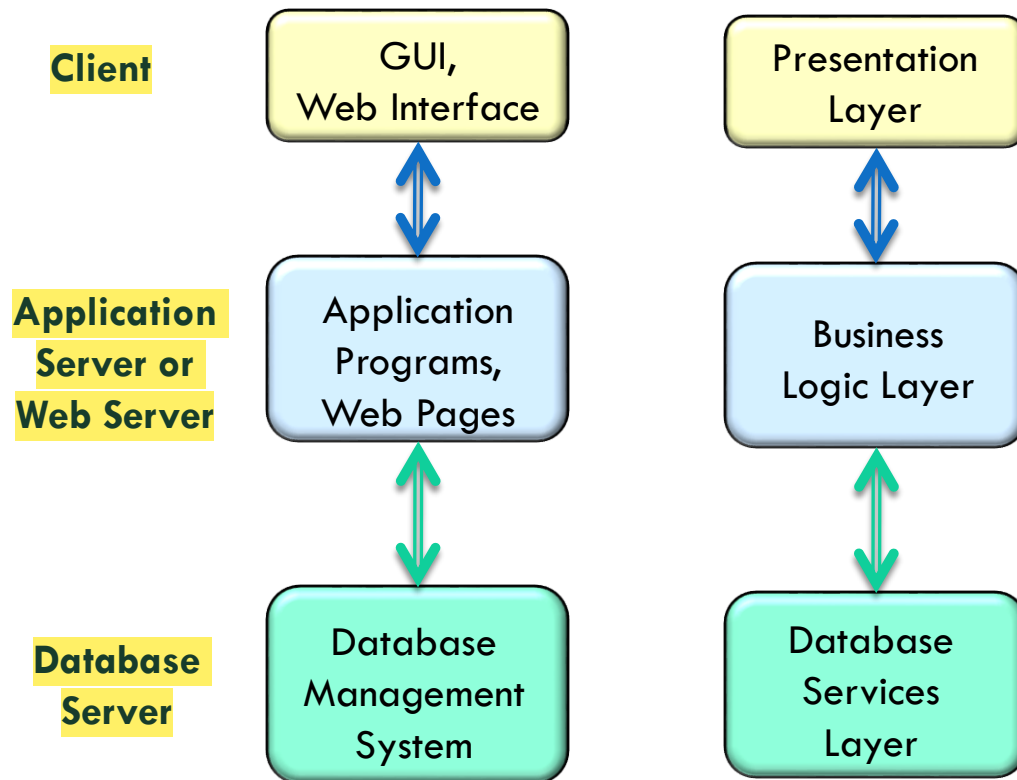 Client
GUI,
Web Interface
Presentation
Layer
Application
Server or
Web Server
Application
Programs,
Web Pages
Business
Logic Layer
Database
Server
Database
Management
System
Database
Services
Layer